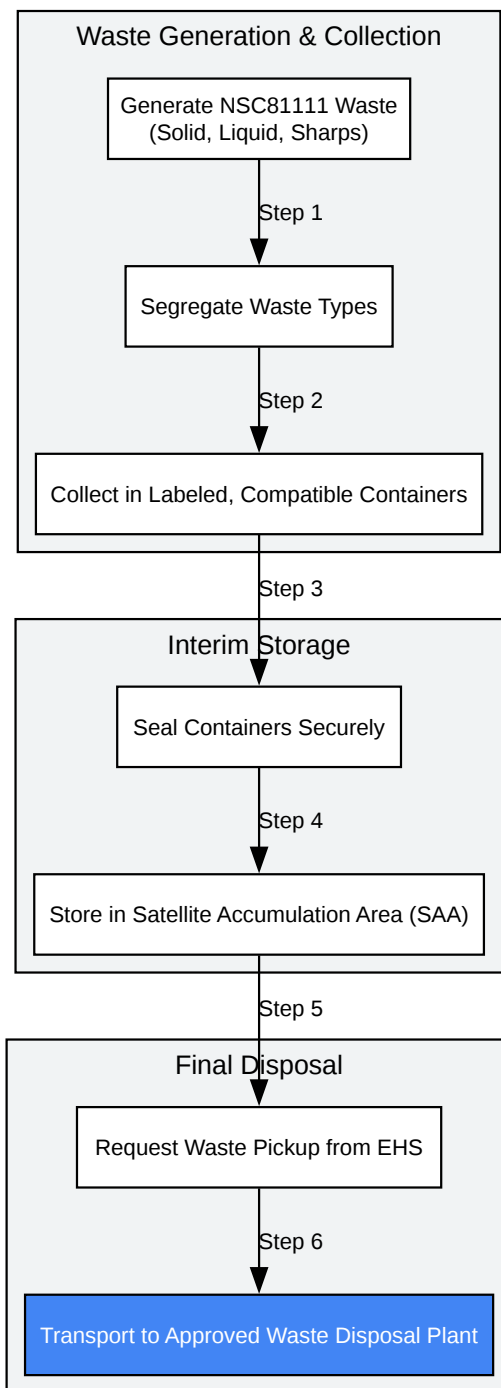 Waste Generation & Collection
Generate NSC81111 Waste
(Solid, Liquid, Sharps)
Step 1
Segregate Waste Types
Step 2
Collect in Labeled, Compatible Containers
Step 3
Interim Storage
Seal Containers Securely
Step 4
Store in Satellite Accumulation Area (SAA)
Step 5
Final Disposal
Request Waste Pickup from EHS
Step 6
Transport to Approved Waste Disposal Plant